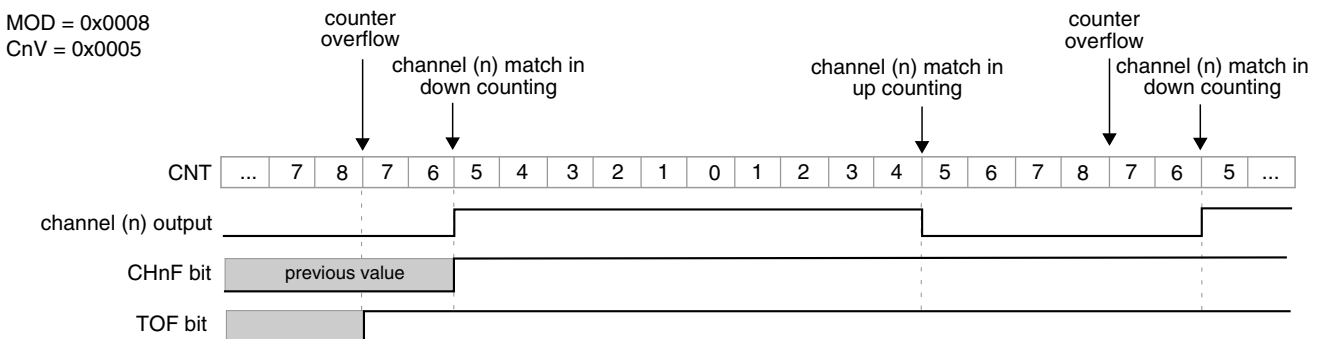 MOD = 0x0008
CnV = 0x0005
counter
overflow
channel (n) match in
down counting
channel (n) match in
up counting
counter
overflow
channel (n) match in
down counting
CNT ... 7 8 7 6 5 4 3 2 1 0 1 2 3 4 5 6 7 8 7 6 5 ...
channel (n) output
CHnF bit previous value
TOF bit